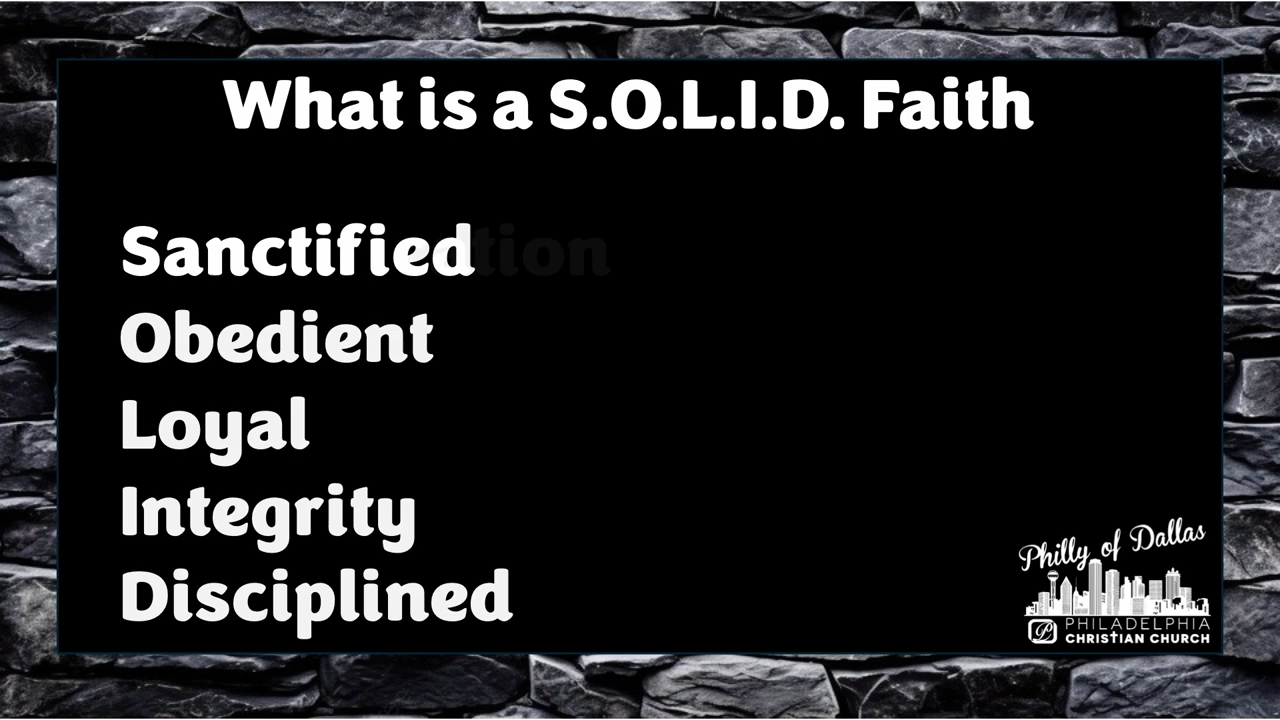 What is a S.O.L.I.D. Faith
Sanctified
Obedient
Loyal
Integrity
Disciplined
Philly of Dallas
PHILADELPHIA
CHRISTIAN CHURCH